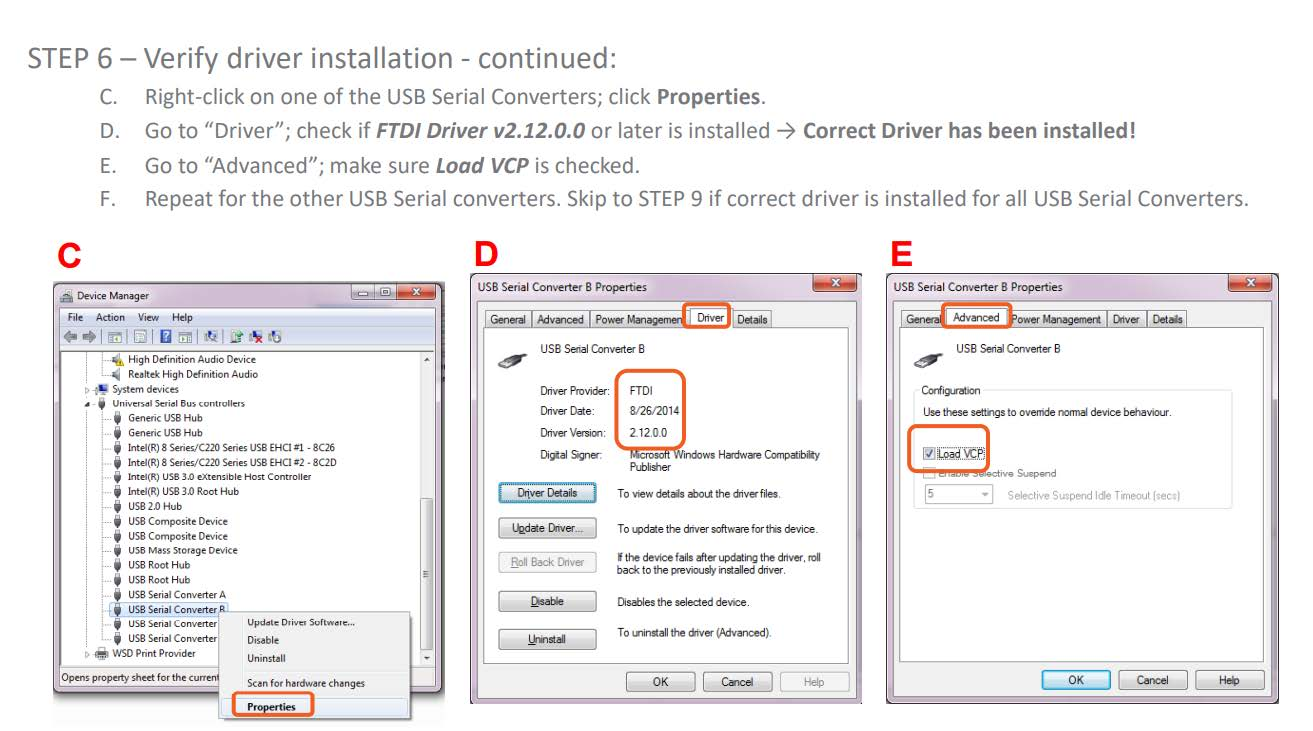 STEP 6 – Verify driver installation - continued:
C. Right-click on one of the USB Serial Converters; click Properties.
D. Go to “Driver”; check if FTDI Driver v2.12.0.0 or later is installed → Correct Driver has been installed!
E. Go to “Advanced”; make sure Load VCP is checked.
F. Repeat for the other USB Serial converters. Skip to STEP 9 if correct driver is installed for all USB Serial Converters.
C
Device Manager
File Action View Help
High Definition Audio Device
Realtek High Definition Audio
System devices
Universal Serial Bus controllers
Generic USB Hub
Generic USB Hub
Intel(R) 8 Series/C220 Series USB EHCI #1 - 8C26
Intel(R) 8 Series/C220 Series USB EHCI #2 - 8C2D
Intel(R) USB 3.0 eXtensible Host Controller
Intel(R) USB 3.0 Root Hub
USB 2.0 Hub
USB Composite Device
USB Composite Device
USB Mass Storage Device
USB Root Hub
USB Root Hub
USB Serial Converter A
USB Serial Converter B
USB Serial Converter
USB Serial Converter
WSD Print Provider
Opens property sheet for the current
Update Driver Software...
Disable
Uninstall
Scan for hardware changes
Properties
D
USB Serial Converter B Properties
General Advanced Power Managemen Driver Details
USB Serial Converter B
Driver Provider: FTDI
Driver Date: 8/26/2014
Driver Version: 2.12.0.0
Digital Signer: Microsoft Windows Hardware Compatibility
Publisher
Driver Details To view details about the driver files.
Update Driver... To update the driver software for this device.
Roll Back Driver If the device fails after updating the driver, roll
back to the previously installed driver.
Disable Disables the selected device.
Uninstall To uninstall the driver (Advanced).
OK Cancel Help
E
USB Serial Converter B Properties
General Advanced Power Management Driver Details
USB Serial Converter B
Configuration
Use these settings to override normal device behaviour.
Load VCP
Enable Selective Suspend
5 Selective Suspend Idle Timeout (secs)
OK Cancel Help